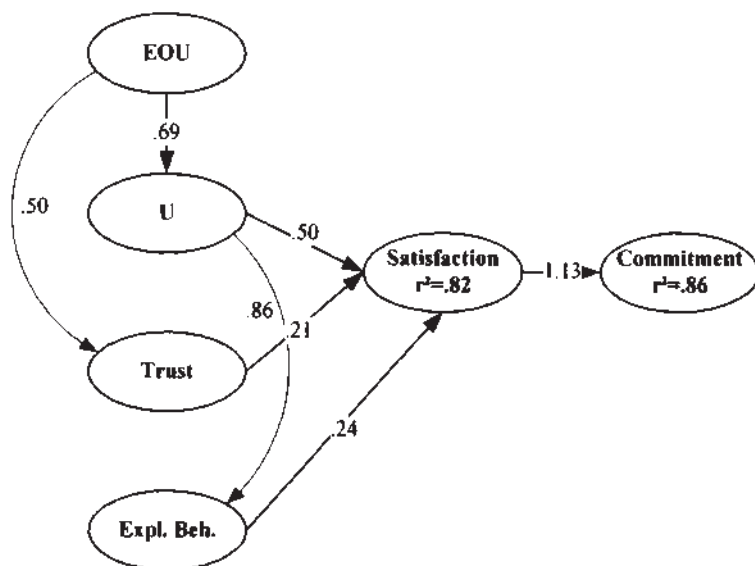 EOU
.69
.50
U
.50
Satisfaction
r²=.82
1.13
Commitment
r²=.86
.86
.21
Trust
.24
Expl. Beh.